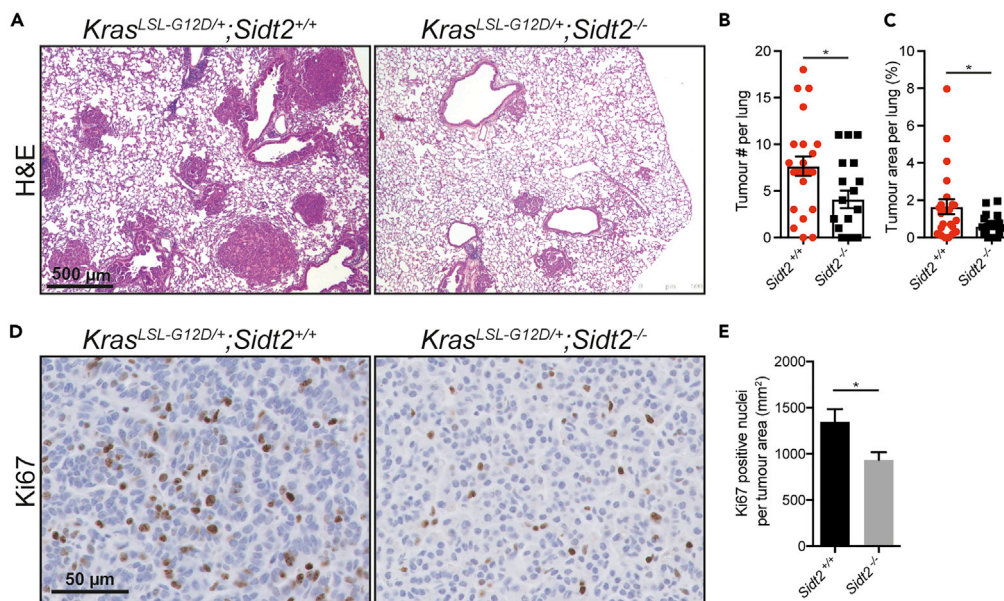 A
Kras^LSL-G12D/+;Sidt2^+/+
Kras^LSL-G12D/+;Sidt2^-/-
H&E
500 µm
B
Tumour # per lung
20
15
10
5
0
*
Sidt2^+/+
Sidt2^-/-
C
Tumour area per lung (%)
10
8
6
4
2
0
*
Sidt2^+/+
Sidt2^-/-
D
Kras^LSL-G12D/+;Sidt2^+/+
Kras^LSL-G12D/+;Sidt2^-/-
Ki67
50 µm
E
Ki67 positive nuclei
per tumour area (mm²)
2000
1500
1000
500
0
*
Sidt2^+/+
Sidt2^-/-